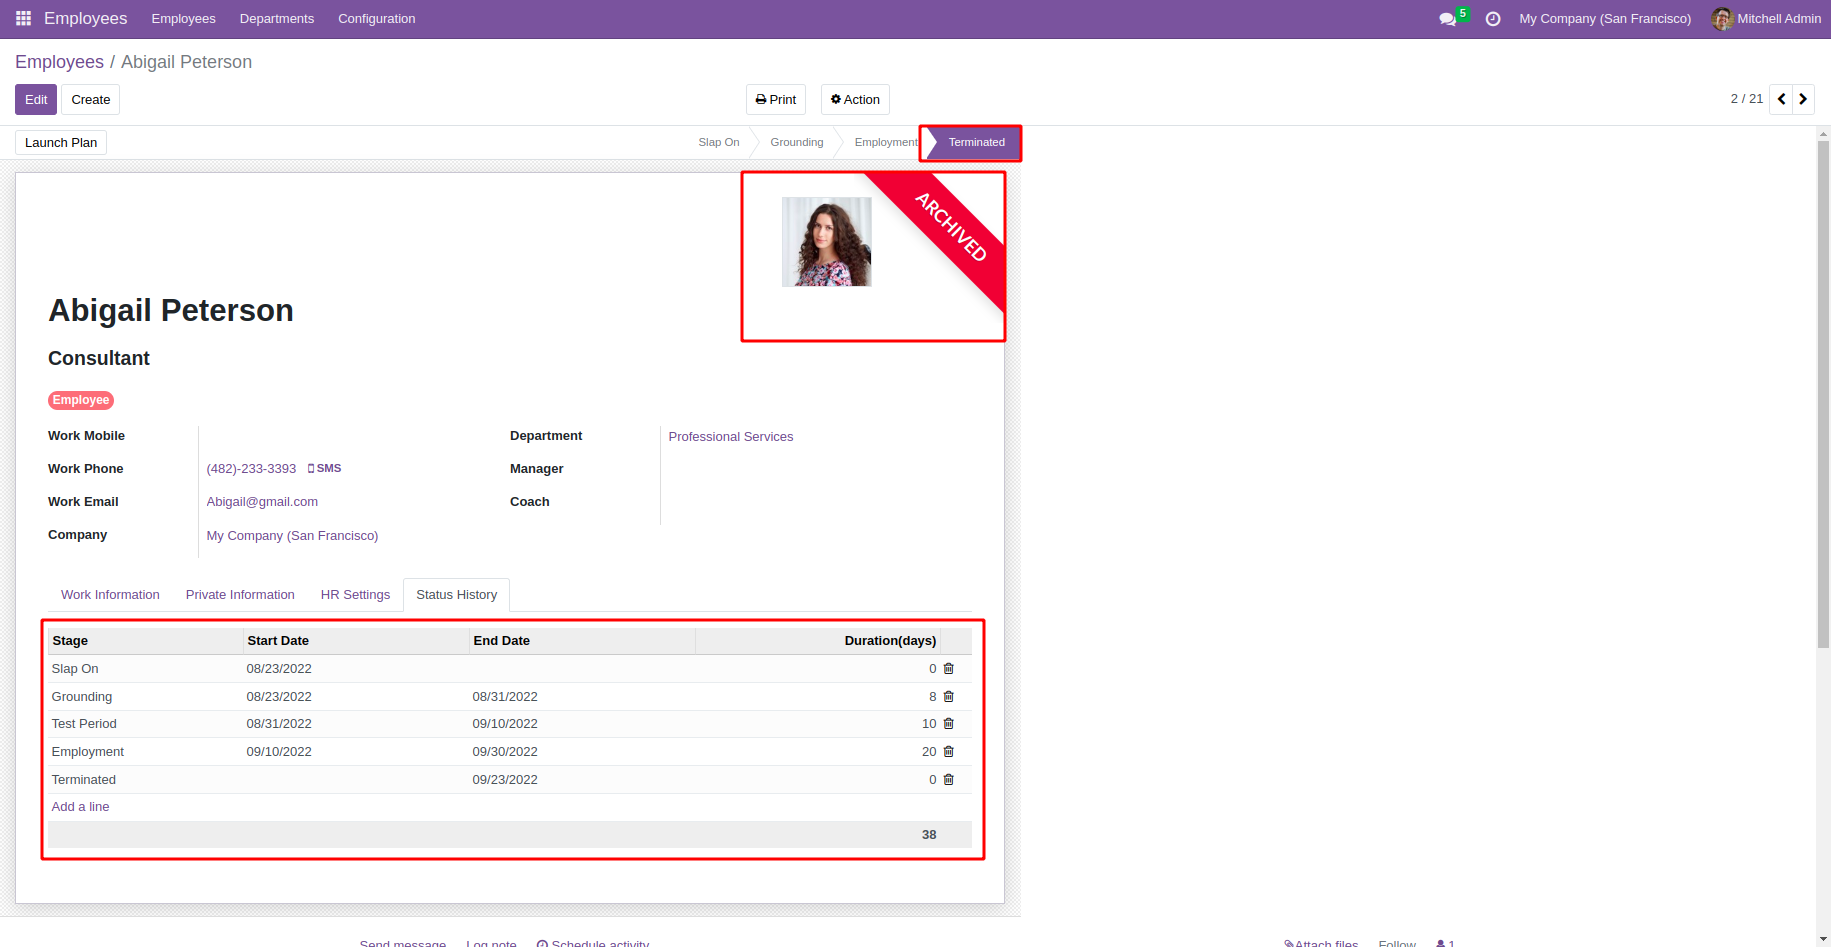 Employees Employees Departments Configuration 5 My Company (San Francisco) Mitchell Admin
Employees / Abigail Peterson
Edit Create Print Action 2 / 21
Launch Plan Slap On Grounding Employment Terminated
ARCHIVED
Abigail Peterson
Consultant
Employee
Work Mobile Department Professional Services
Work Phone (482)-233-3393 SMS Manager
Work Email Abigail@gmail.com Coach
Company My Company (San Francisco)
Work Information Private Information HR Settings Status History
Stage Start Date End Date Duration(days)
Slap On 08/23/2022 0
Grounding 08/23/2022 08/31/2022 8
Test Period 08/31/2022 09/10/2022 10
Employment 09/10/2022 09/30/2022 20
Terminated 09/23/2022 0
Add a line
38
Send message Log note Schedule activity Attach files Follow 1